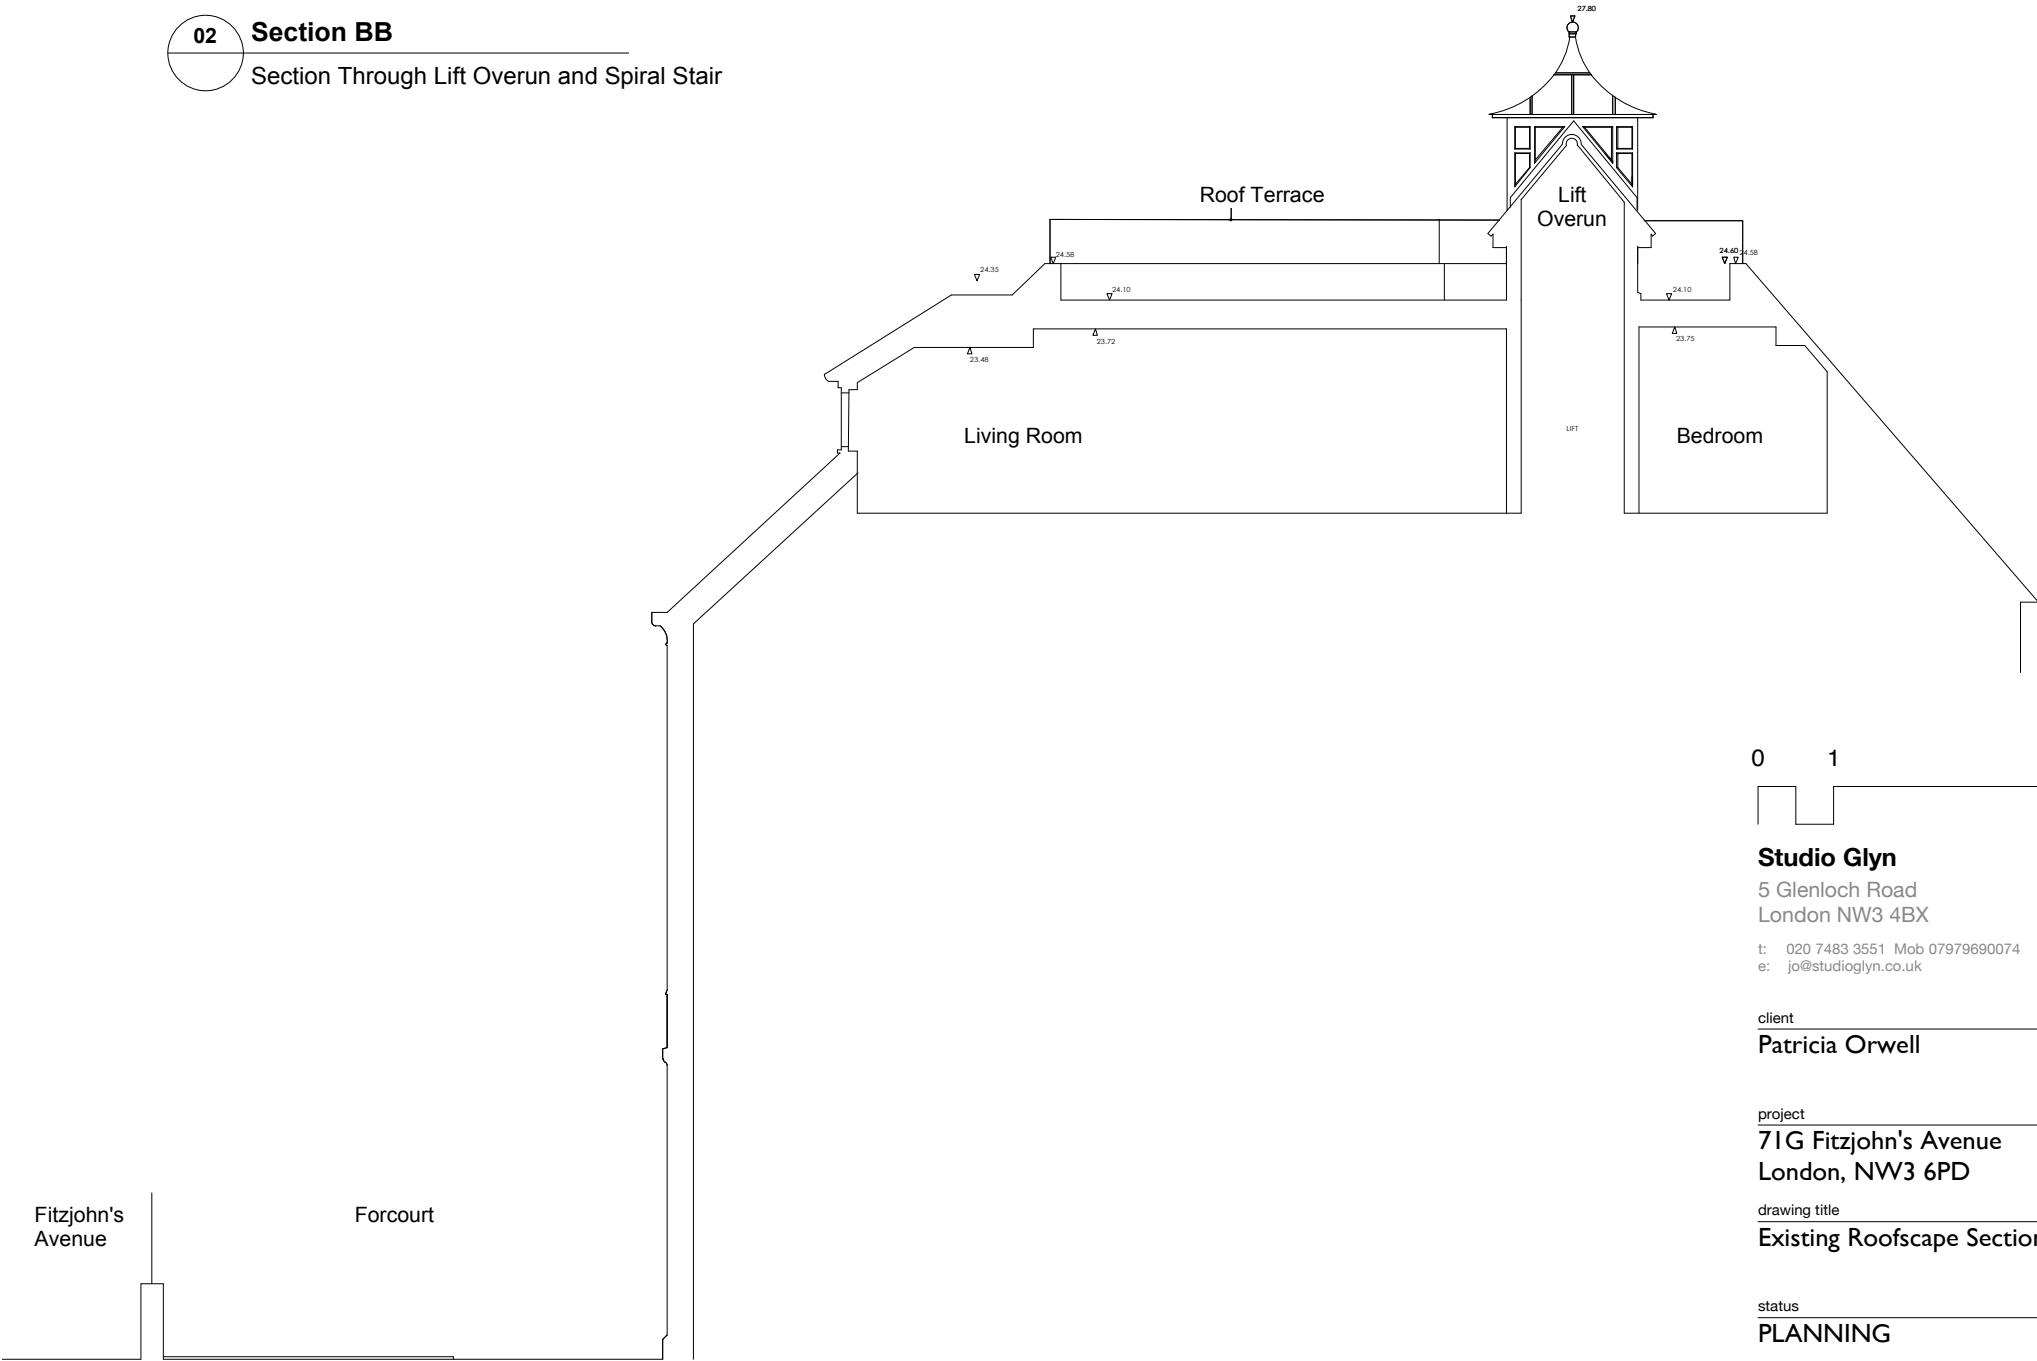 02
Section BB
Section Through Lift Overun and Spiral Stair
27.80
Roof Terrace
Lift
Overun
24.58
24.60
24.58
24.35
24.10
24.10
23.72
23.75
23.48
Living Room
LIFT
Bedroom
0 1
Studio Glyn
5 Glenloch Road
London NW3 4BX
t: 020 7483 3551 Mob 07979690074
e: jo@studioglyn.co.uk
client
Patricia Orwell
project
71G Fitzjohn's Avenue
London, NW3 6PD
drawing title
Existing Roofscape Section
status
PLANNING
Fitzjohn's
Avenue
Forcourt